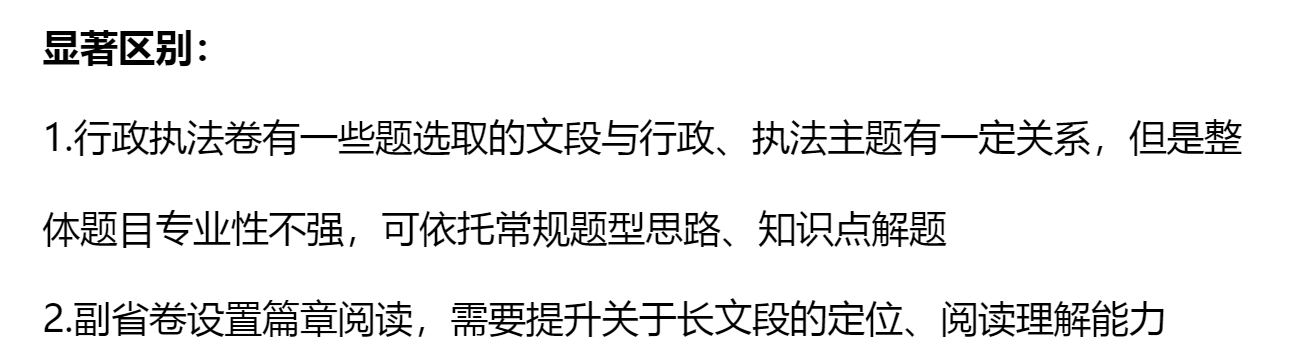 显著区别：
1.行政执法卷有一些题选取的文段与行政、执法主题有一定关系，但是整
体题目专业性不强，可依托常规题型思路、知识点解题
2.副省卷设置篇章阅读，需要提升关于长文段的定位、阅读理解能力